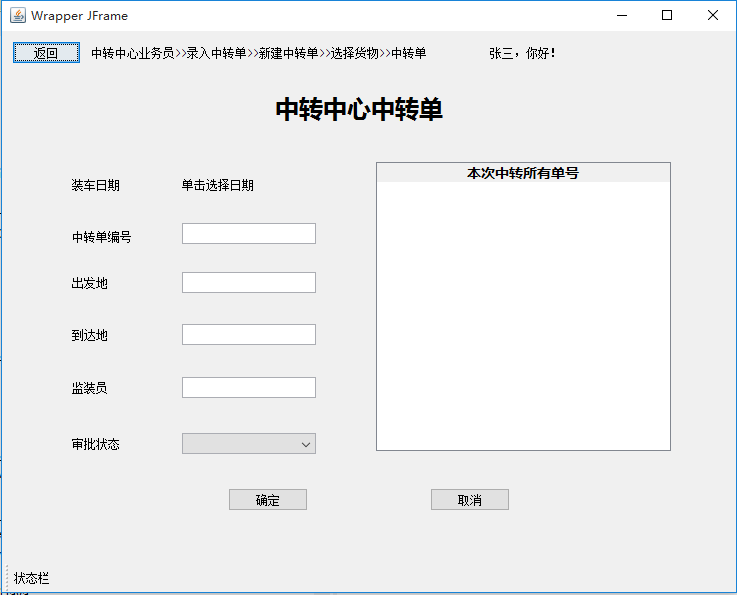 Wrapper JFrame
返回 中转中心业务员>>录入中转单>>新建中转单>>选择货物>>中转单 张三，你好！
中转中心中转单
装车日期 单击选择日期
本次中转所有单号
中转单编号
出发地
到达地
监装员
审批状态
确定 取消
状态栏